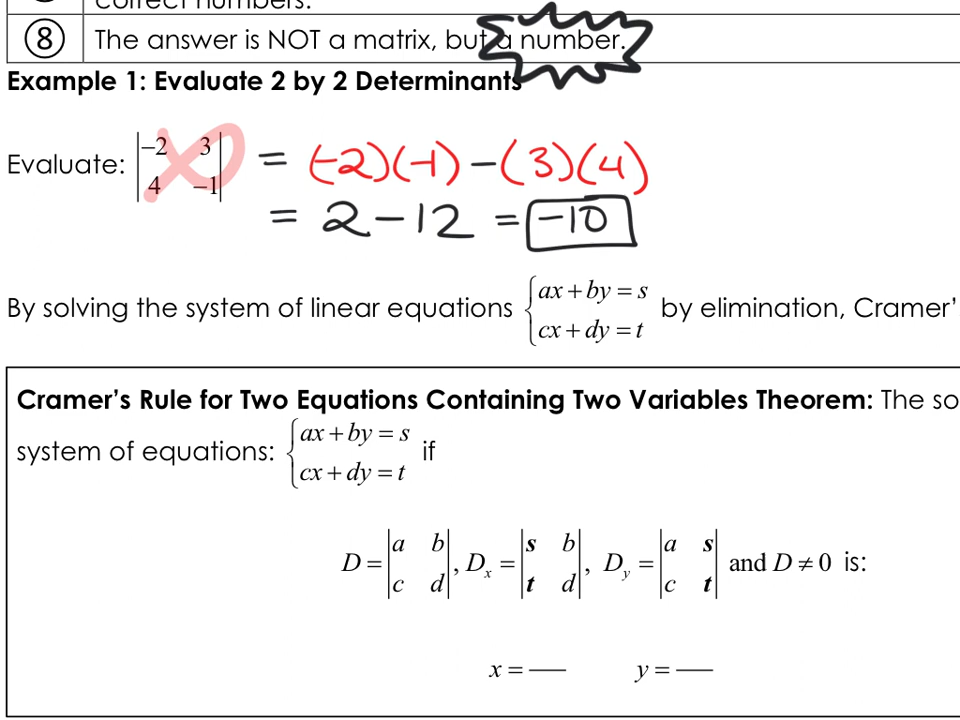 correct numbers.
⑧ The answer is NOT a matrix, but a number.
Example 1: Evaluate 2 by 2 Determinants
Evaluate: |−2 3; 4 −1| = (−2)(−1) − (3)(4)
= 2 − 12 = −10
By solving the system of linear equations {ax + by = s; cx + dy = t} by elimination, Cramer'
Cramer’s Rule for Two Equations Containing Two Variables Theorem: The so
system of equations: {ax + by = s; cx + dy = t} if
D = |a b; c d|, Dₓ = |s b; t d|, D_y = |a s; c t| and D ≠ 0 is:
x = — y = —